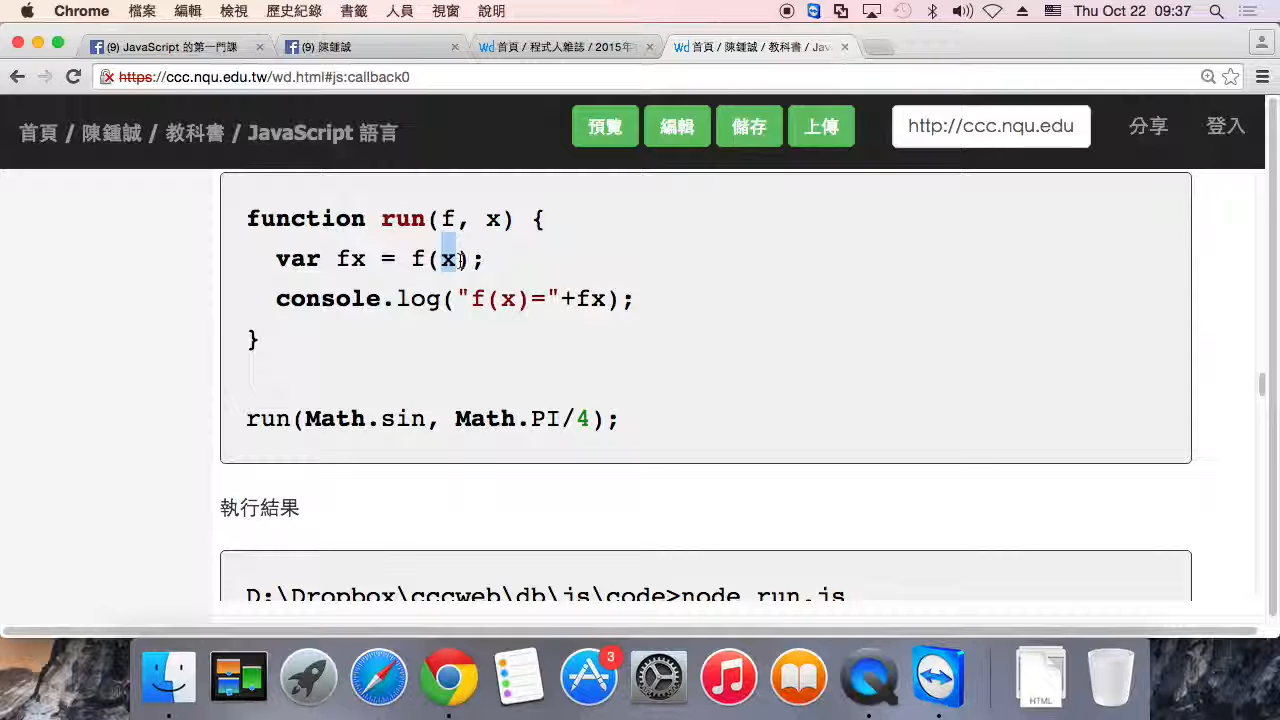 Chrome 檔案 編輯 檢視 歷史紀錄 書籤 人員 視窗 說明 Thu Oct 22 09:37
(9) JavaScript 的第一門課 (9) 陳鍾誠 Wd 首頁 / 程式人雜誌 / 2015年 Wd 首頁 / 陳鍾誠 / 教科書 / Jav
https://ccc.nqu.edu.tw/wd.html#js:callback0
首頁 / 陳鍾誠 / 教科書 / JavaScript 語言 預覽 編輯 儲存 上傳 http://ccc.nqu.edu 分享 登入
function run(f, x) {
var fx = f(x);
console.log("f(x)="+fx);
}
run(Math.sin, Math.PI/4);
執行結果
D:\Dropbox\cccweb\db\js\code>node run.js
3
HTML